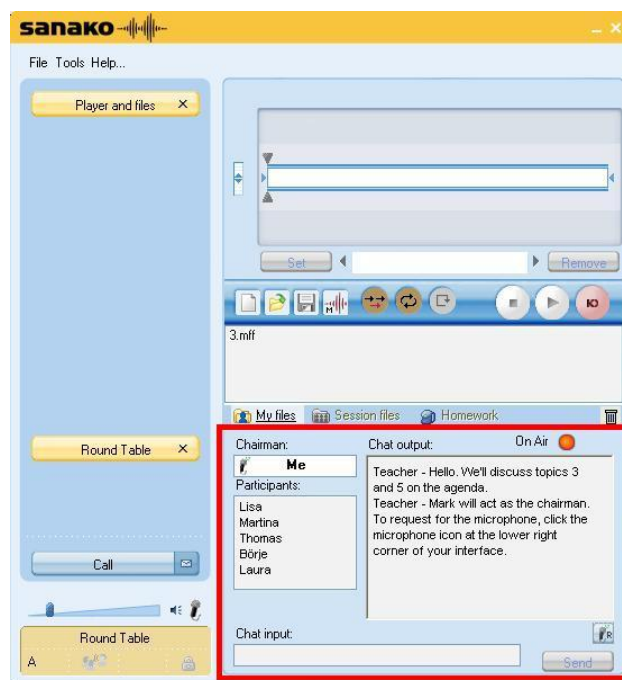 sanako
File Tools Help...
Player and files
Set
Remove
M
3.mff
My files Session files Homework
Round Table
Call
Round Table
A
Chairman:
Me
Participants:
Lisa
Martina
Thomas
Börje
Laura
Chat output:
On Air
Teacher - Hello. We'll discuss topics 3
and 5 on the agenda.
Teacher - Mark will act as the chairman.
To request for the microphone, click the
microphone icon at the lower right
corner of your interface.
Chat input:
R
Send